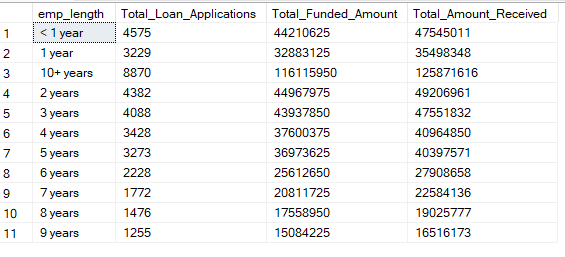 emp_length Total_Loan_Applications Total_Funded_Amount Total_Amount_Received
1 < 1 year 4575 44210625 47545011
2 1 year 3229 32883125 35498348
3 10+ years 8870 116115950 125871616
4 2 years 4382 44967975 49206961
5 3 years 4088 43937850 47551832
6 4 years 3428 37600375 40964850
7 5 years 3273 36973625 40397571
8 6 years 2228 25612650 27908658
9 7 years 1772 20811725 22584136
10 8 years 1476 17558950 19025777
11 9 years 1255 15084225 16516173